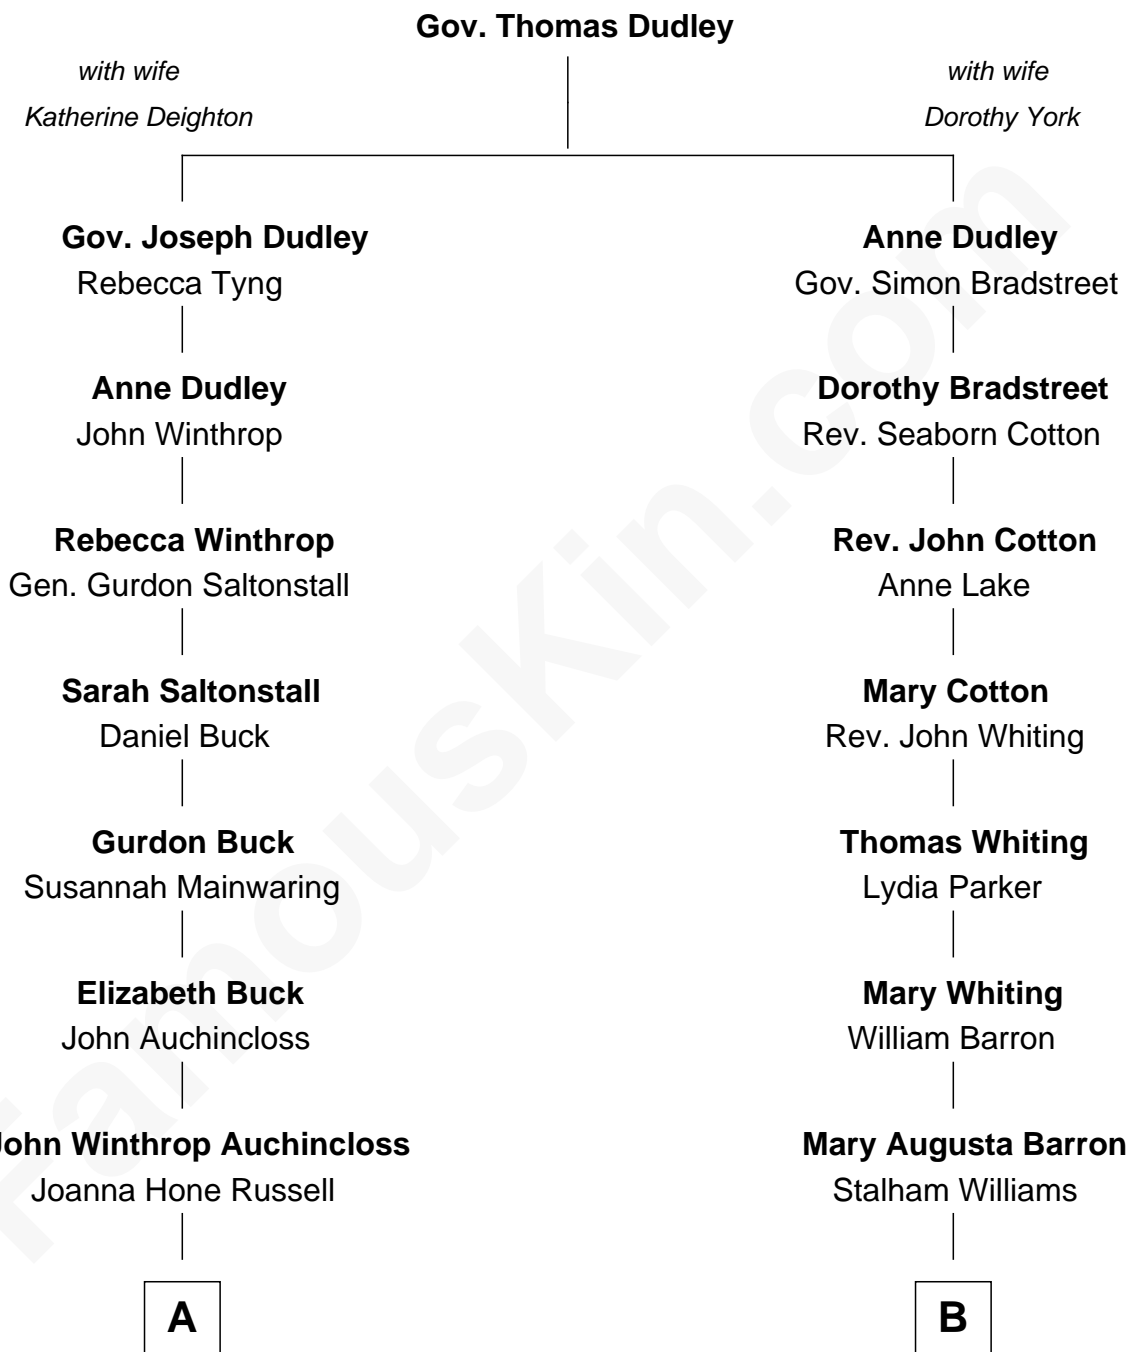 Gov. Thomas Dudley
with wife
Katherine Deighton
with wife
Dorothy York
Gov. Joseph Dudley
Rebecca Tyng
Anne Dudley
Gov. Simon Bradstreet
Anne Dudley
John Winthrop
Dorothy Bradstreet
Rev. Seaborn Cotton
Rebecca Winthrop
Gen. Gurdon Saltonstall
Rev. John Cotton
Anne Lake
Sarah Saltonstall
Daniel Buck
Mary Cotton
Rev. John Whiting
Gurdon Buck
Susannah Mainwaring
Thomas Whiting
Lydia Parker
Elizabeth Buck
John Auchincloss
Mary Whiting
William Barron
John Winthrop Auchincloss
Joanna Hone Russell
Mary Augusta Barron
Stalham Williams
A
B
FamousKin.com